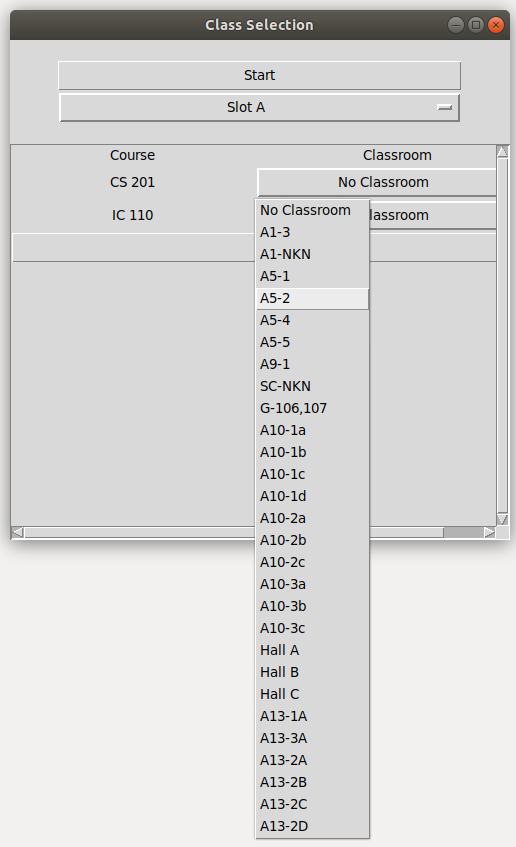 Class Selection
Start
Slot A
Course Classroom
CS 201 No Classroom
IC 110 lassroom
No Classroom
A1-3
A1-NKN
A5-1
A5-2
A5-4
A5-5
A9-1
SC-NKN
G-106,107
A10-1a
A10-1b
A10-1c
A10-1d
A10-2a
A10-2b
A10-2c
A10-3a
A10-3b
A10-3c
Hall A
Hall B
Hall C
A13-1A
A13-3A
A13-2A
A13-2B
A13-2C
A13-2D